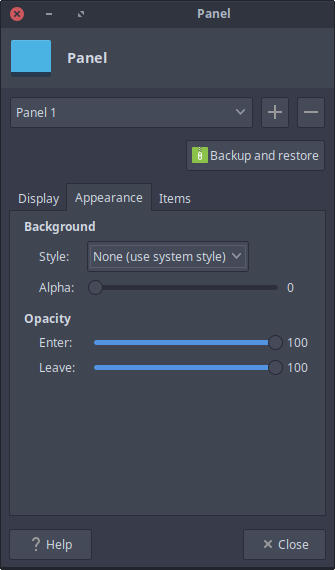 Panel
Panel
Panel 1
Backup and restore
Display Appearance Items
Background
Style: None (use system style)
Alpha: 0
Opacity
Enter: 100
Leave: 100
? Help
Close